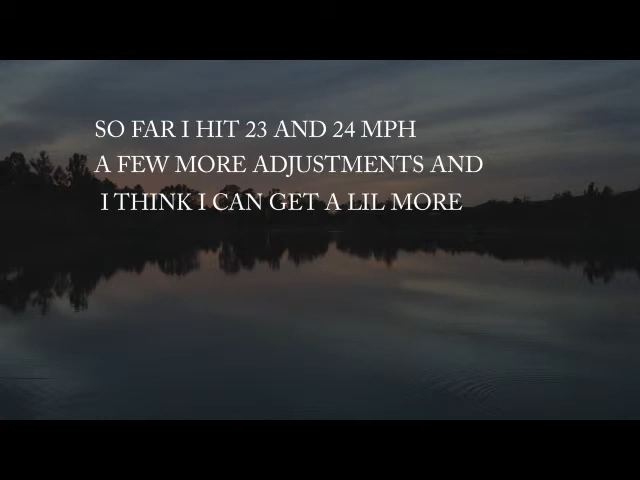 SO FAR I HIT 23 AND 24 MPH
A FEW MORE ADJUSTMENTS AND
I THINK I CAN GET A LIL MORE